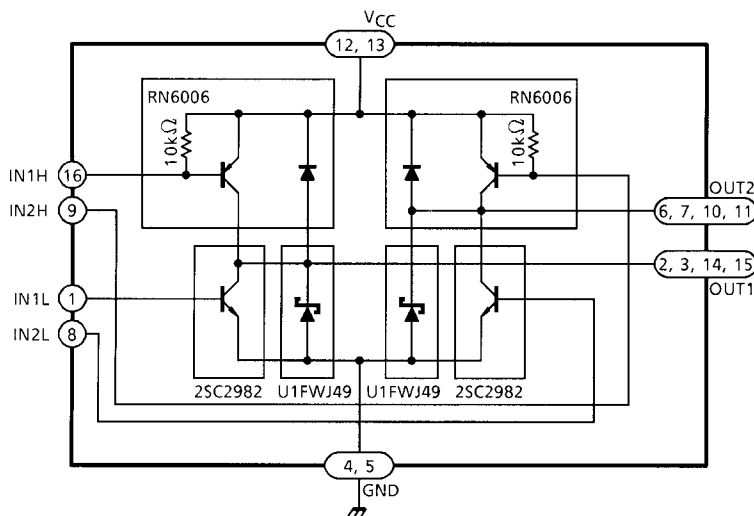 VCC
12, 13
RN6006
RN6006
10kΩ
10kΩ
IN1H
16
IN2H
9
OUT2
6, 7, 10, 11
2, 3, 14, 15
OUT1
IN1L
1
IN2L
8
2SC2982
U1FWJ49
U1FWJ49
2SC2982
4, 5
GND